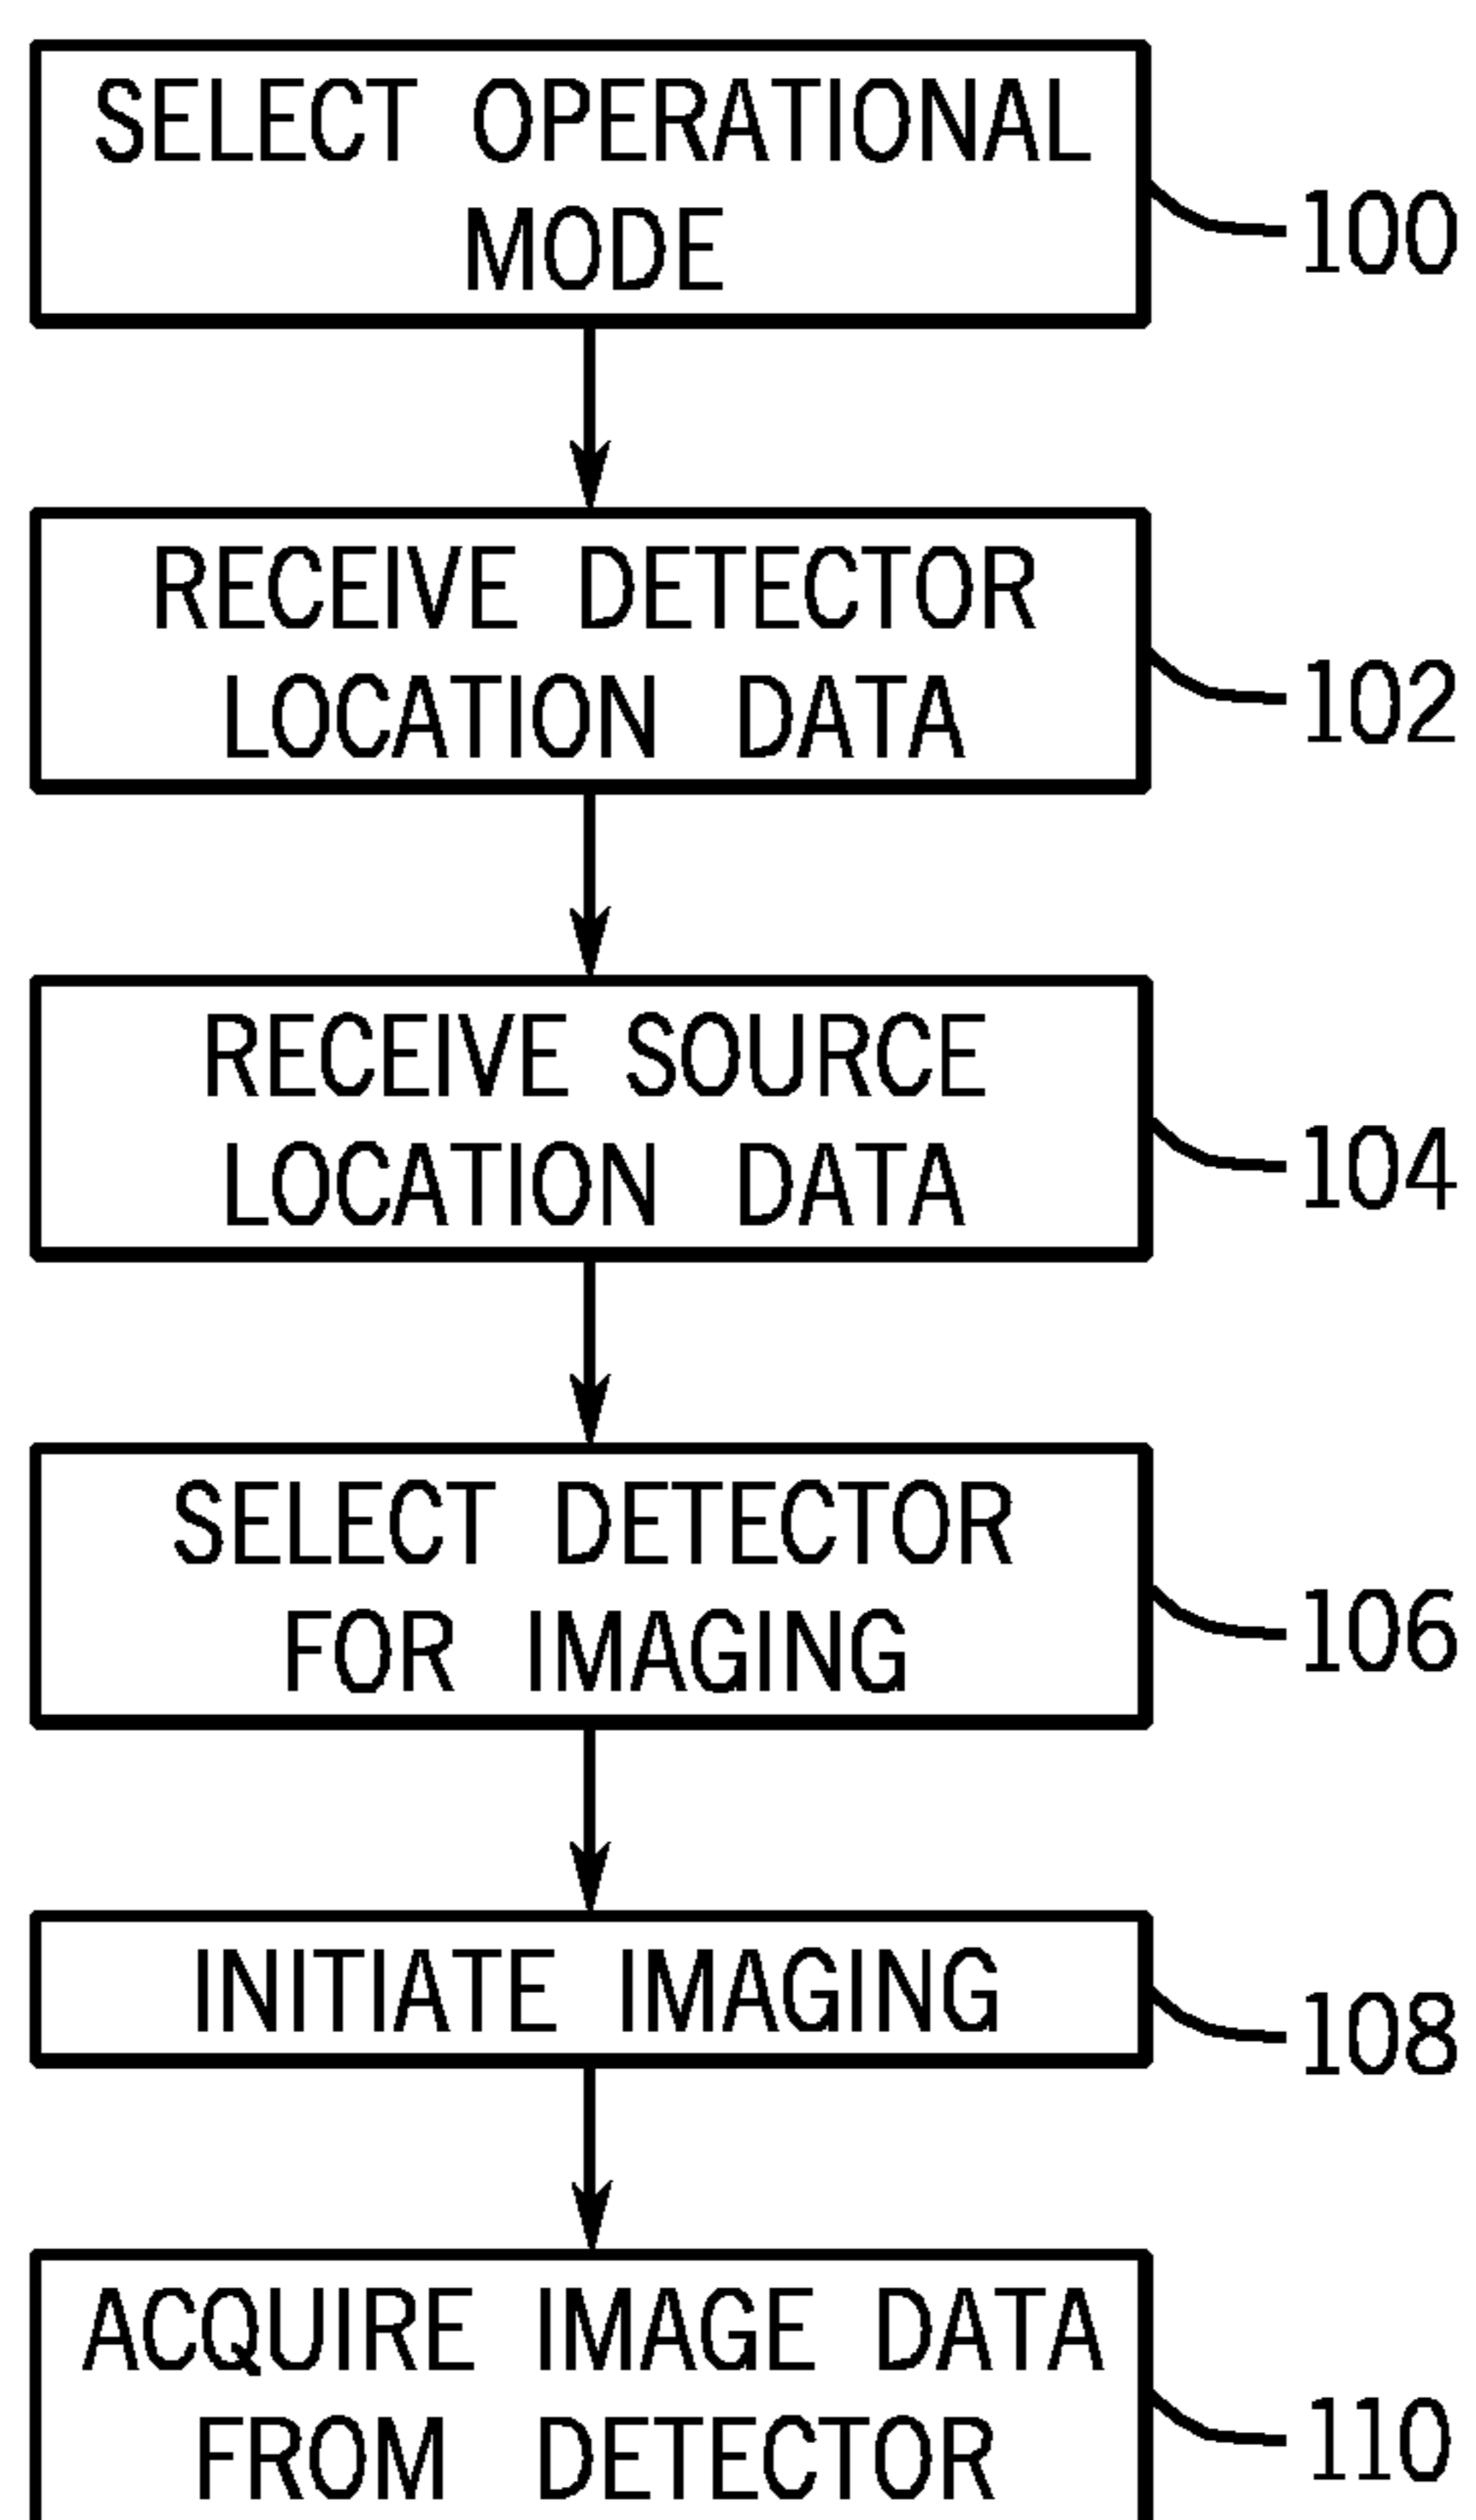 SELECT OPERATIONAL
MODE
100
RECEIVE DETECTOR
LOCATION DATA
102
RECEIVE SOURCE
LOCATION DATA
104
SELECT DETECTOR
FOR IMAGING
106
INITIATE IMAGING
108
ACQUIRE IMAGE DATA
FROM DETECTOR
110